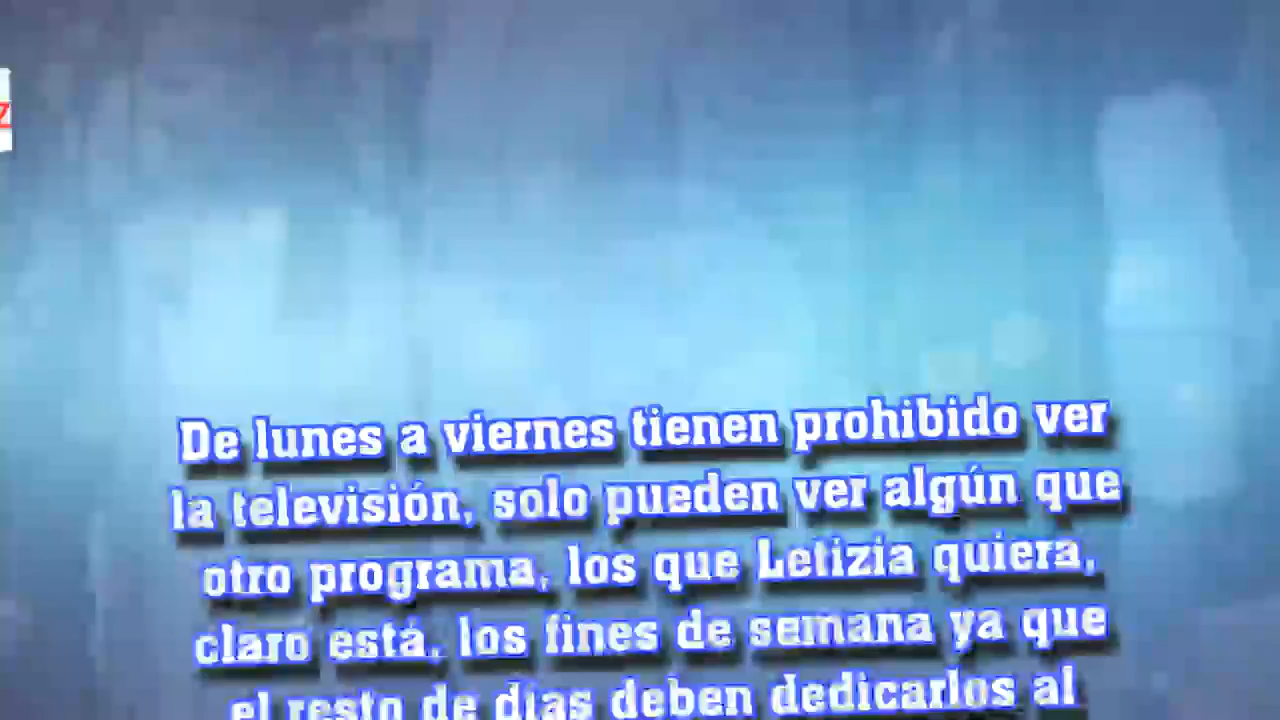 De lunes a viernes tienen prohibido ver
la televisión, solo pueden ver algún que
otro programa, los que Letizia quiera,
claro está, los fines de semana ya que
el resto de días deben dedicarlos al